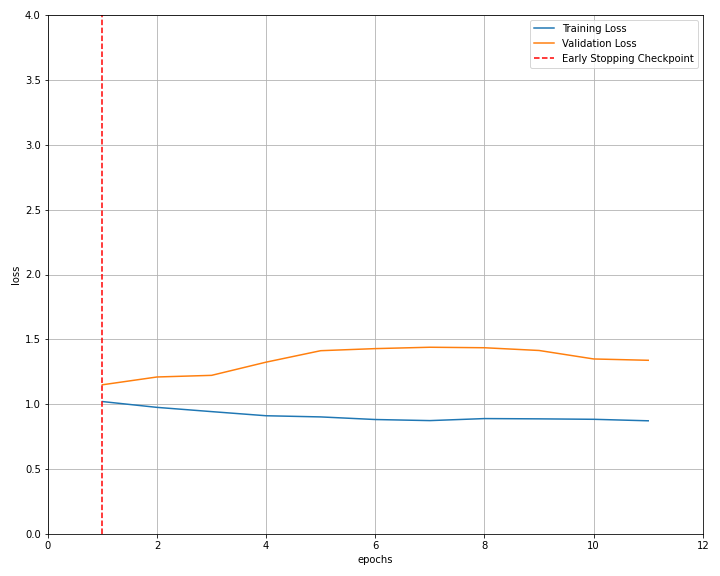 4.0
3.5
3.0
2.5
2.0
1.5
1.0
0.5
0.0
loss
Training Loss
Validation Loss
Early Stopping Checkpoint
0 2 4 6 8 10 12
epochs